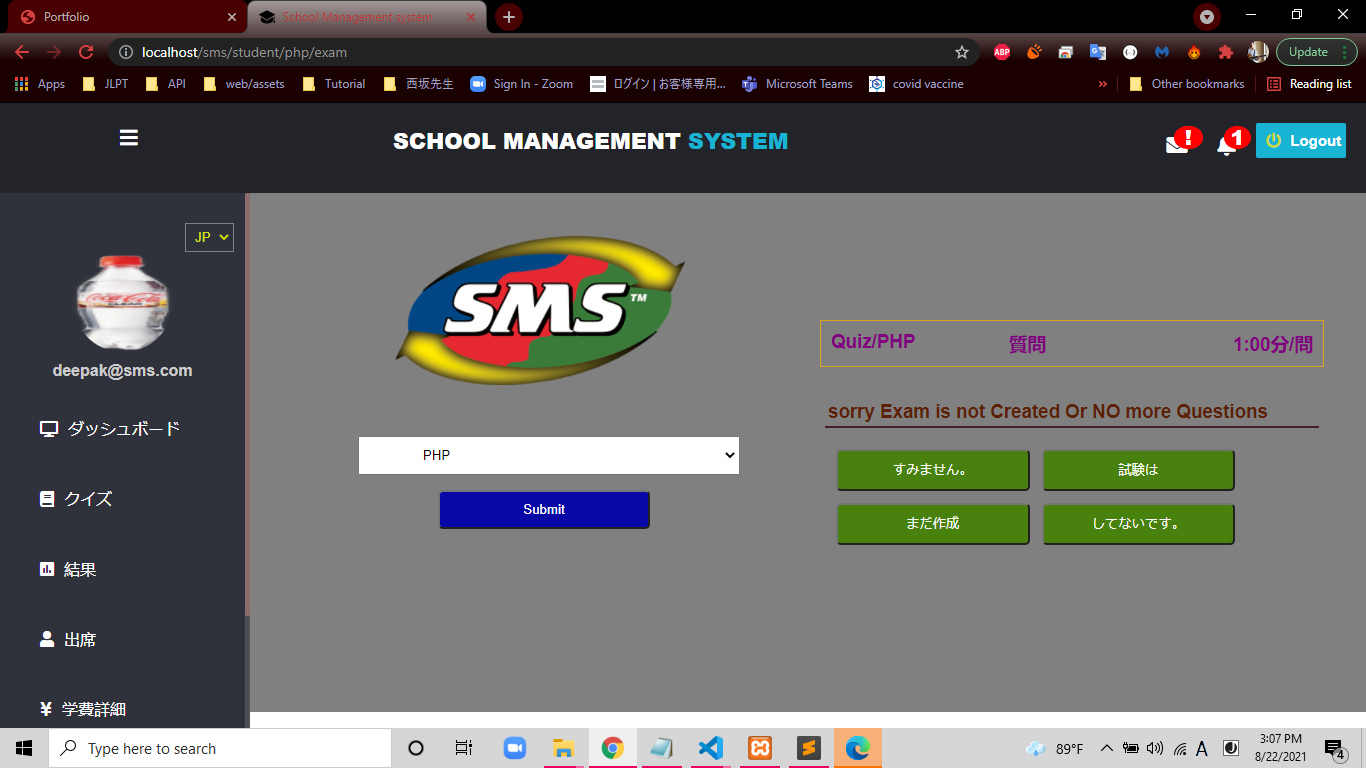 Portfolio
School Management system
localhost/sms/student/php/exam
ABP
Update
Apps
JLPT
API
web/assets
Tutorial
西坂先生
Sign In - Zoom
ログイン | お客様専用...
Microsoft Teams
covid vaccine
»
Other bookmarks
Reading list
SCHOOL MANAGEMENT SYSTEM
!
1
Logout
JP
Coca-Cola
deepak@sms.com
ダッシュボード
クイズ
結果
出席
¥ 学費詳細
SMS™
PHP
Submit
Quiz/PHP
質問
1:00分/問
sorry Exam is not Created Or NO more Questions
すみません。
試験は
まだ作成
してないです。
Type here to search
89°F
A
3:07 PM
8/22/2021
4